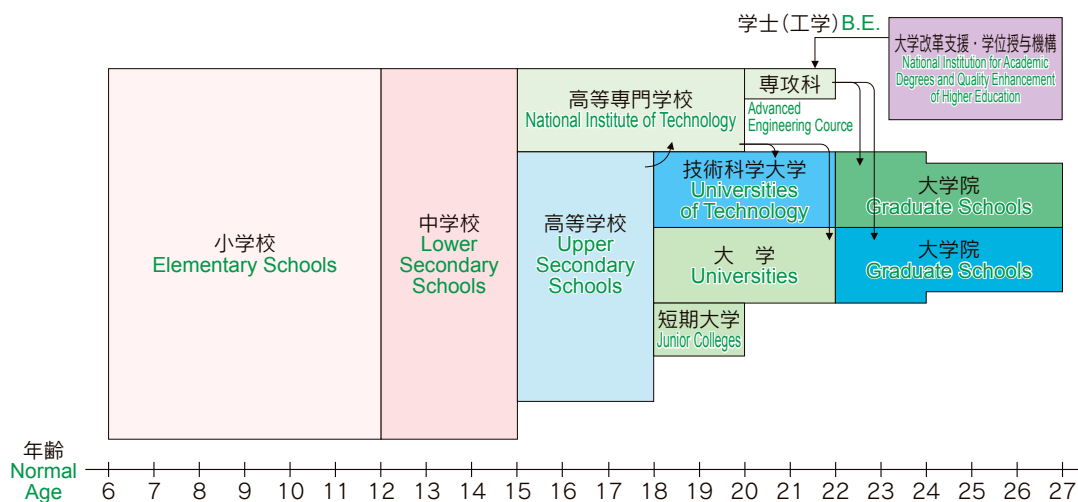 学士(工学) B.E.
大学改革支援・学位授与機構
National Institution for Academic
Degrees and Quality Enhancement
of Higher Education
高等専門学校
National Institute of Technology
専攻科
Advanced
Engineering Cource
技術科学大学
Universities
of Technology
大学院
Graduate Schools
小学校
Elementary Schools
中学校
Lower
Secondary
Schools
高等学校
Upper
Secondary
Schools
大 学
Universities
大学院
Graduate Schools
短期大学
Junior Colleges
年齢
Normal
Age
6 7 8 9 10 11 12 13 14 15 16 17 18 19 20 21 22 23 24 25 26 27